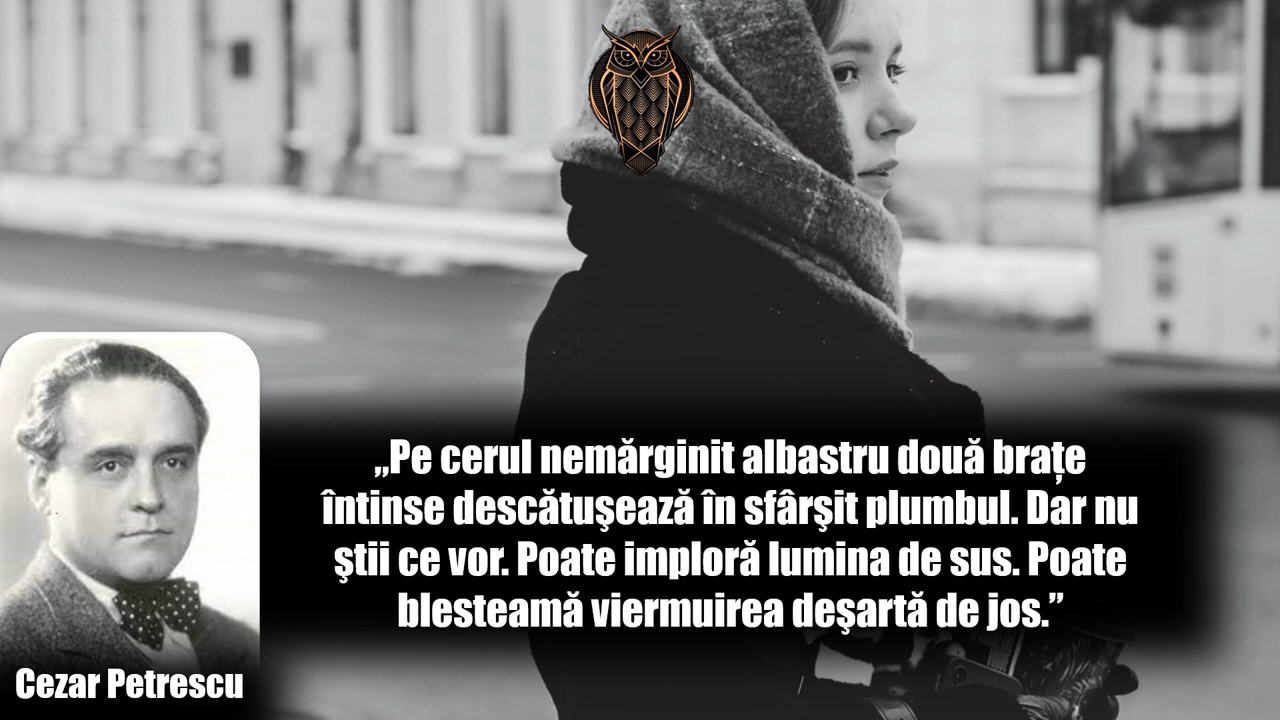 „Pe cerul nemărginit albastru două braţe
întinse descătuşează în sfârşit plumbul. Dar nu
ştii ce vor. Poate imploră lumina de sus. Poate
blesteamă viermuirea deşartă de jos.”
Cezar Petrescu